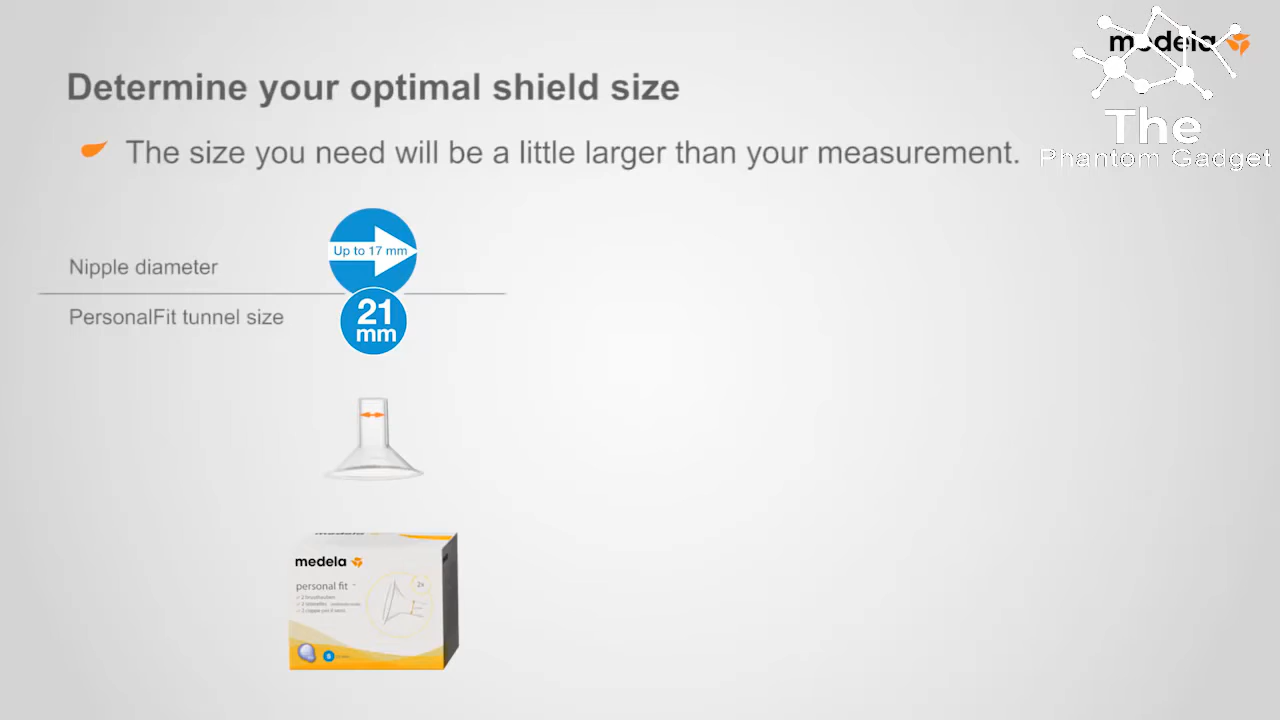 medela
The
Phantom Gadget
Determine your optimal shield size
The size you need will be a little larger than your measurement.
Up to 17 mm
Nipple diameter
21
mm
PersonalFit tunnel size
medela
personal fit
2x
S